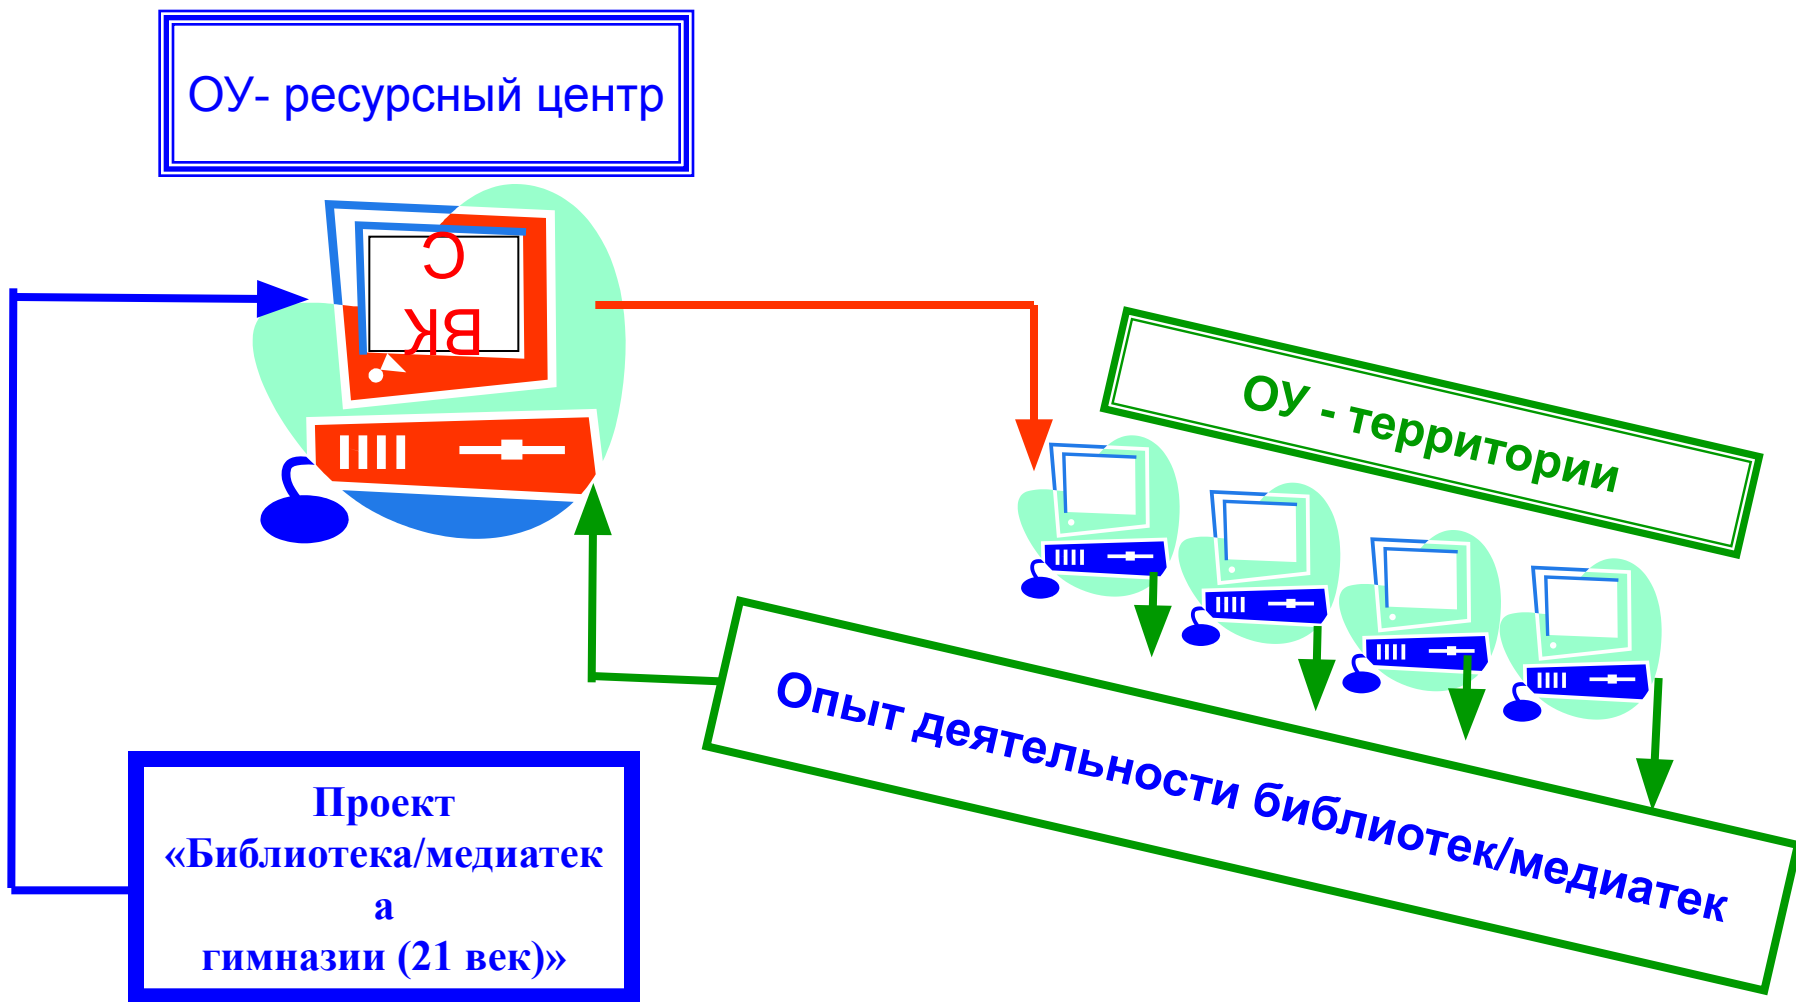 ОУ- ресурсный центр
ВК
С
ОУ - территории
Опыт деятельности библиотек/медиатек
Проект
«Библиотека/медиатек
а
гимназии (21 век)»